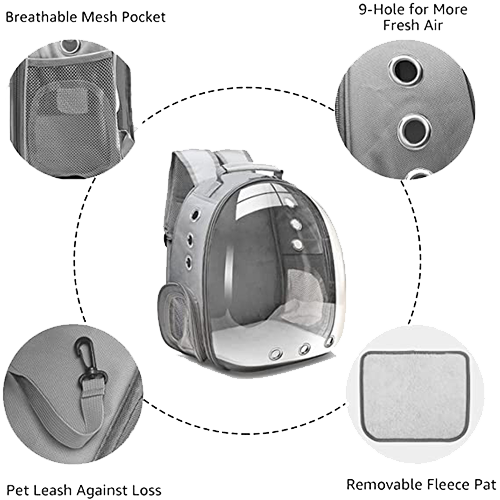 Breathable Mesh Pocket
9-Hole for More
Fresh Air
Pet Leash Against Loss
Removable Fleece Pat